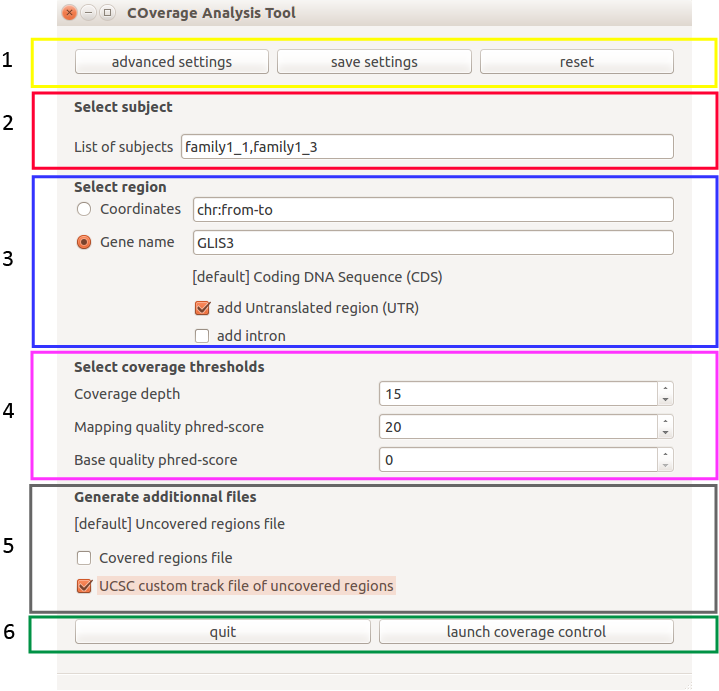 COverage Analysis Tool
1
advanced settings save settings reset
2
Select subject
List of subjects family1_1,family1_3
3
Select region
Coordinates chr:from-to
Gene name GLIS3
[default] Coding DNA Sequence (CDS)
add Untranslated region (UTR)
add intron
4
Select coverage thresholds
Coverage depth 15
Mapping quality phred-score 20
Base quality phred-score 0
5
Generate additionnal files
[default] Uncovered regions file
Covered regions file
UCSC custom track file of uncovered regions
6
quit launch coverage control